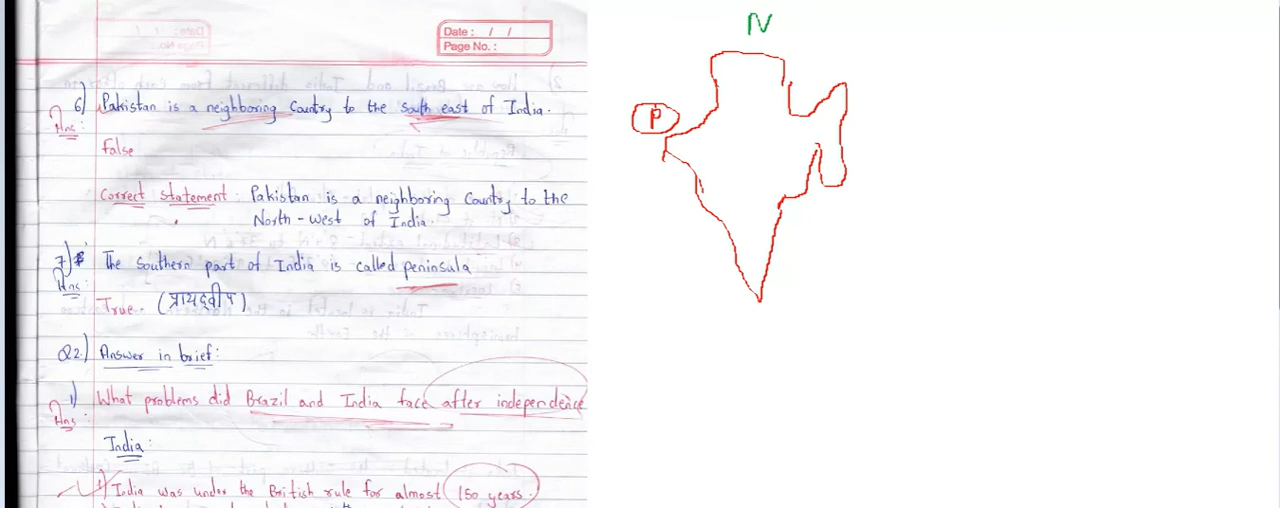 Date : / /
Page No. :
6) Pakistan is a neighboring Country to the South east of India.
Ans:
false
Correct statement : Pakistan is a neighboring Country to the
North-west of India.
7) The Southern part of India is called peninsula
Ans:
True. (प्रायद्वीप)
Q2.) Answer in brief:
1) What problems did Brazil and India face after independence
Ans:
India:
1) India was under the British rule for almost 150 years.
N
P